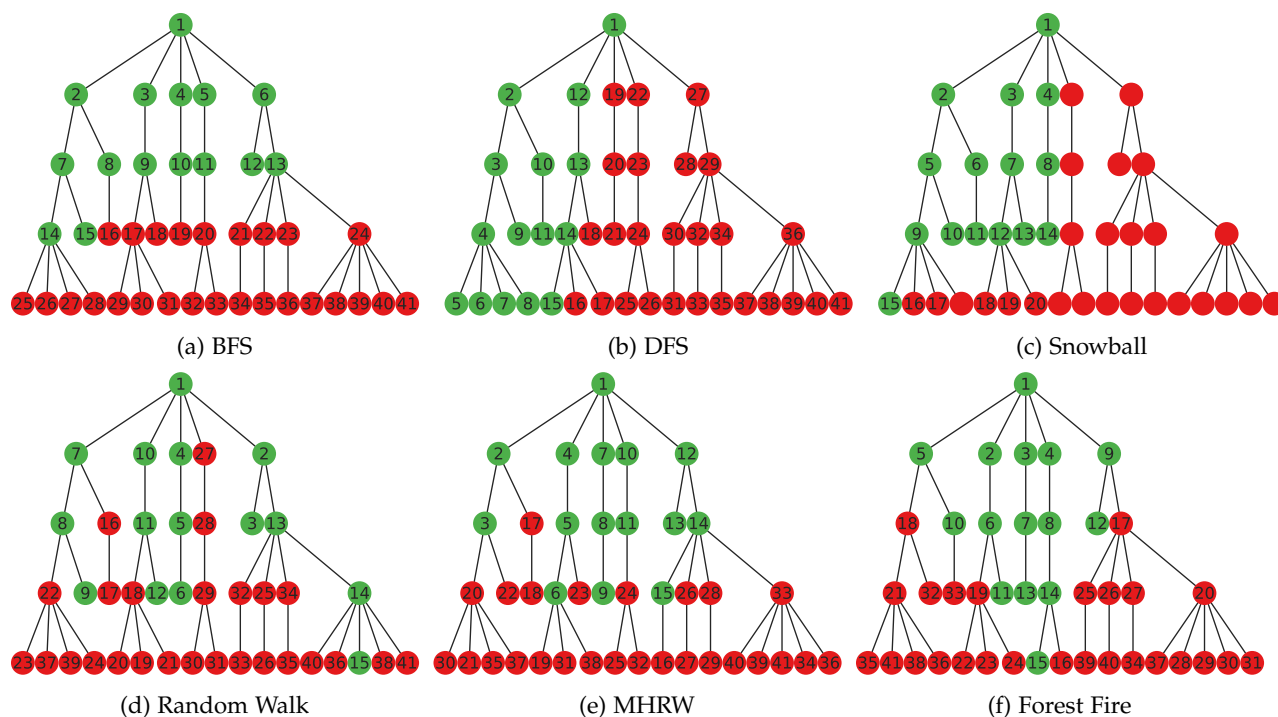 1 1 1
2 3 4 5 6 2 12 19 22 27 2 3 4
7 8 9 10 11 12 13 3 10 13 20 23 28 29 5 6 7 8
14 15 16 17 18 19 20 21 22 23 24 4 9 11 14 18 21 24 30 32 34 36 9 10 11 12 13 14
25 26 27 28 29 30 31 32 33 34 35 36 37 38 39 40 41 5 6 7 8 15 16 17 25 26 31 33 35 37 38 39 40 41 15 16 17 18 19 20
(a) BFS (b) DFS (c) Snowball
1 1 1
7 10 4 27 2 2 4 7 10 12 5 2 3 4 9
8 16 11 5 28 3 13 3 17 5 8 11 13 14 18 10 6 7 8 12 17
22 9 17 18 12 6 29 32 25 34 14 20 22 18 6 23 9 24 15 26 28 33 21 32 33 19 11 13 14 25 26 27 20
23 37 39 24 20 19 21 30 31 33 26 35 40 36 15 38 41 30 21 35 37 19 31 38 25 32 16 27 29 40 39 41 34 36 35 41 38 36 22 23 24 15 16 39 40 34 37 28 29 30 31
(d) Random Walk (e) MHRW (f) Forest Fire